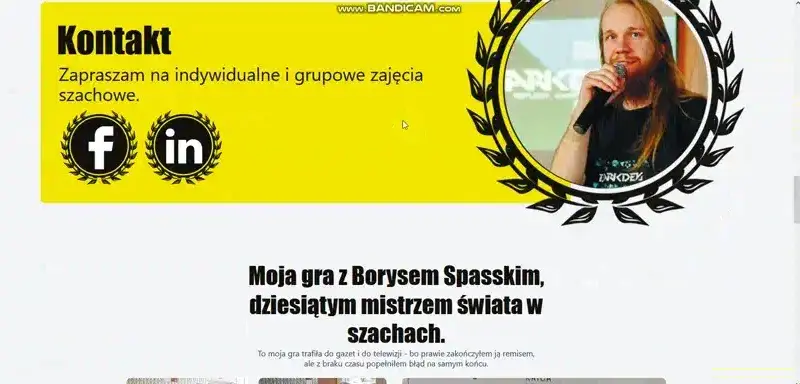 www.BANDICAM.com
Kontakt
Zapraszam na indywidualne i grupowe zajęcia
szachowe.
f
in
ARKDEV
ARKDEV
Moja gra z Borysem Spasskim,
dziesiątym mistrzem świata w
szachach.
To moja gra trafiła do gazet i do telewizji - bo prawie zakończyłem ją remisem,
ale z braku czasu popełniłem błąd na samym końcu.